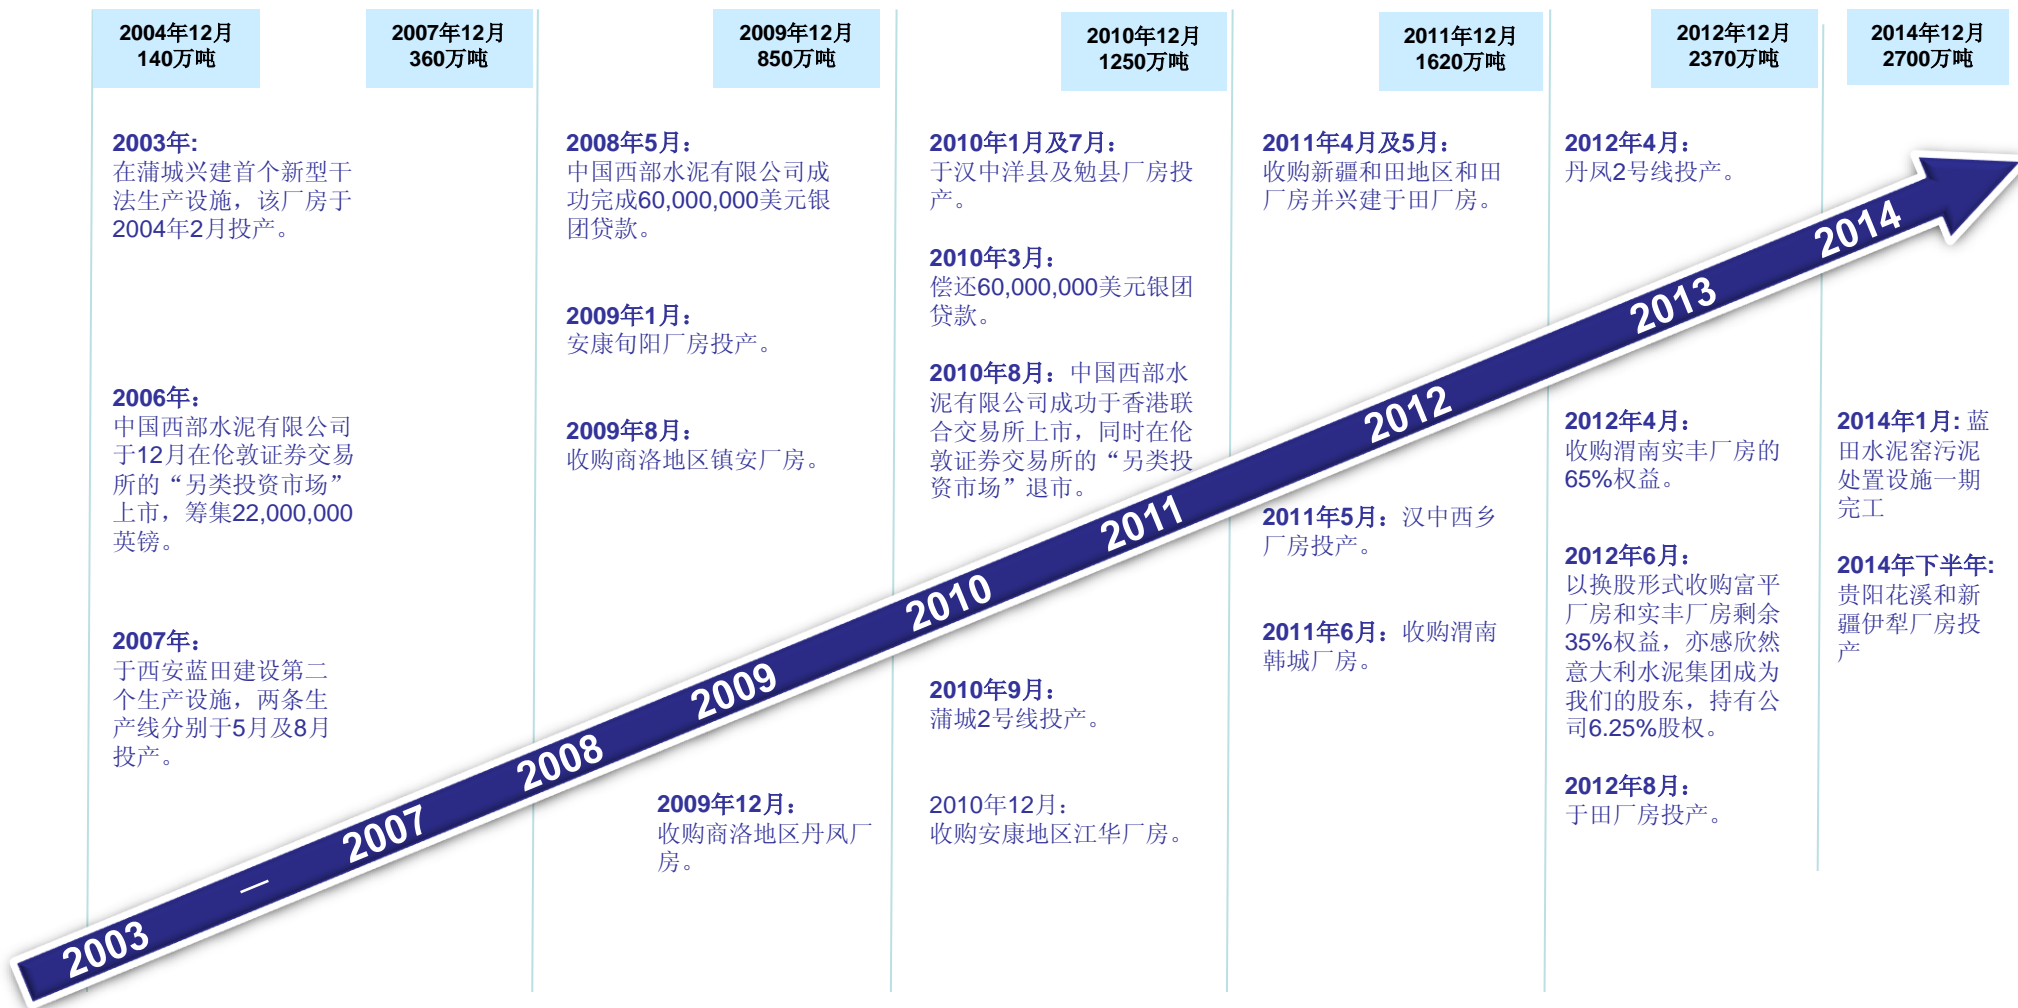 2004年12月
140万吨
2007年12月
360万吨
2009年12月
850万吨
2010年12月
1250万吨
2011年12月
1620万吨
2012年12月
2370万吨
2014年12月
2700万吨
2003年:
在蒲城兴建首个新型干
法生产设施，该厂房于
2004年2月投产。
2006年：
中国西部水泥有限公司
于12月在伦敦证券交易
所的“另类投资市场”
上市，筹集22,000,000
英镑。
2007年：
于西安蓝田建设第二
个生产设施，两条生
产线分别于5月及8月
投产。
2008年5月：
中国西部水泥有限公司成
功完成60,000,000美元银
团贷款。
2009年1月：
安康旬阳厂房投产。
2009年8月：
收购商洛地区镇安厂房。
2009年12月：
收购商洛地区丹凤厂
房。
2010年1月及7月：
于汉中洋县及勉县厂房投
产。
2010年3月：
偿还60,000,000美元银团
贷款。
2010年8月：中国西部水
泥有限公司成功于香港联
合交易所上市，同时在伦
敦证券交易所的“另类投
资市场”退市。
2010年9月：
蒲城2号线投产。
2010年12月：
收购安康地区江华厂房。
2011年4月及5月：
收购新疆和田地区和田
厂房并兴建于田厂房。
2011年5月：汉中西乡
厂房投产。
2011年6月：收购渭南
韩城厂房。
2012年4月：
丹凤2号线投产。
2012年4月：
收购渭南实丰厂房的
65%权益。
2012年6月：
以换股形式收购富平
厂房和实丰厂房剩余
35%权益，亦感欣然
意大利水泥集团成为
我们的股东，持有公
司6.25%股权。
2012年8月：
于田厂房投产。
2014年1月: 蓝
田水泥窑污泥
处置设施一期
完工
2014年下半年:
贵阳花溪和新
疆伊犁厂房投
产
2003
—
2007
2008
2009
2010
2011
2012
2013
2014